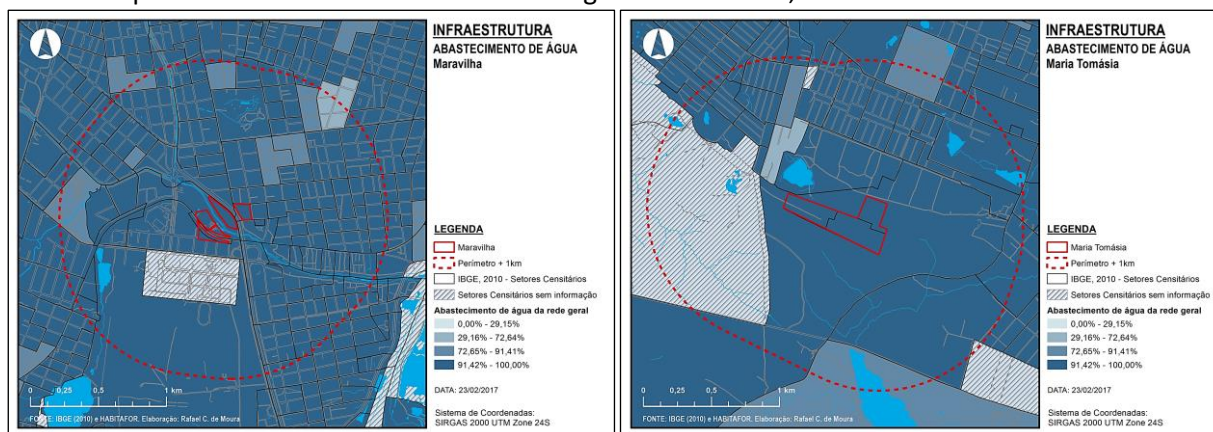 INFRAESTRUTURA
ABASTECIMENTO DE ÁGUA
Maravilha
LEGENDA
Maravilha
Perímetro + 1km
IBGE, 2010 - Setores Censitários
Setores Censitários sem informação
Abastecimento de água da rede geral
0,00% - 29,15%
29,16% - 72,64%
72,65% - 91,41%
91,42% - 100,00%
DATA: 23/02/2017
Sistema de Coordenadas:
SIRGAS 2000 UTM Zone 24S
0 0,25 0,5 1 km
FONTE: IBGE (2010) e HABITAFOR. Elaboração: Rafael C. de Moura
INFRAESTRUTURA
ABASTECIMENTO DE ÁGUA
Maria Tomásia
LEGENDA
Maria Tomásia
Perímetro + 1km
IBGE, 2010 - Setores Censitários
Setores Censitários sem informação
Abastecimento de água da rede geral
0,00% - 29,15%
29,16% - 72,64%
72,65% - 91,41%
91,42% - 100,00%
DATA: 23/02/2017
Sistema de Coordenadas:
SIRGAS 2000 UTM Zone 24S
0 0,25 0,5 1 km
FONTE: IBGE (2010) e HABITAFOR. Elaboração: Rafael C. de Moura